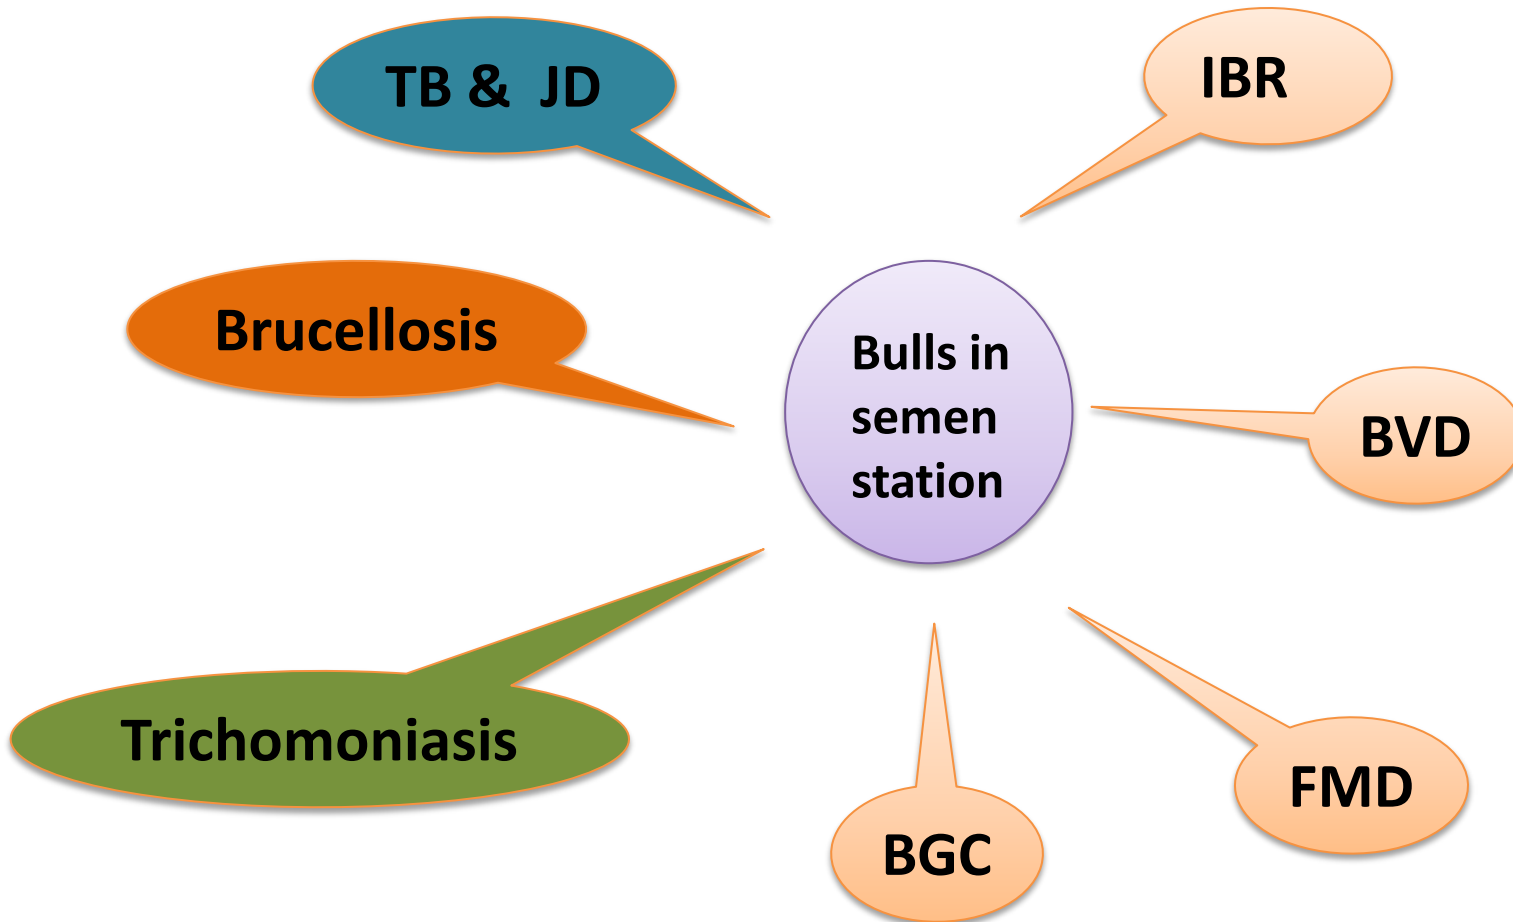 TB & JD
IBR
Brucellosis
Bulls in
semen
station
BVD
Trichomoniasis
FMD
BGC